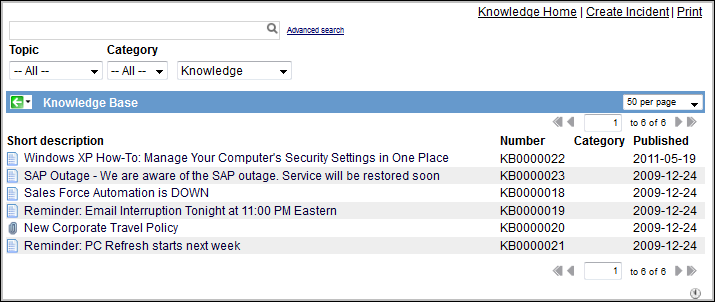 Knowledge Home | Create Incident | Print
Advanced search
Topic Category
-- All -- -- All -- Knowledge
Knowledge Base 50 per page
1 to 6 of 6
Short description Number Category Published
Windows XP How-To: Manage Your Computer's Security Settings in One Place KB0000022 2011-05-19
SAP Outage - We are aware of the SAP outage. Service will be restored soon KB0000023 2009-12-24
Sales Force Automation is DOWN KB0000018 2009-12-24
Reminder: Email Interruption Tonight at 11:00 PM Eastern KB0000019 2009-12-24
New Corporate Travel Policy KB0000020 2009-12-24
Reminder: PC Refresh starts next week KB0000021 2009-12-24
1 to 6 of 6